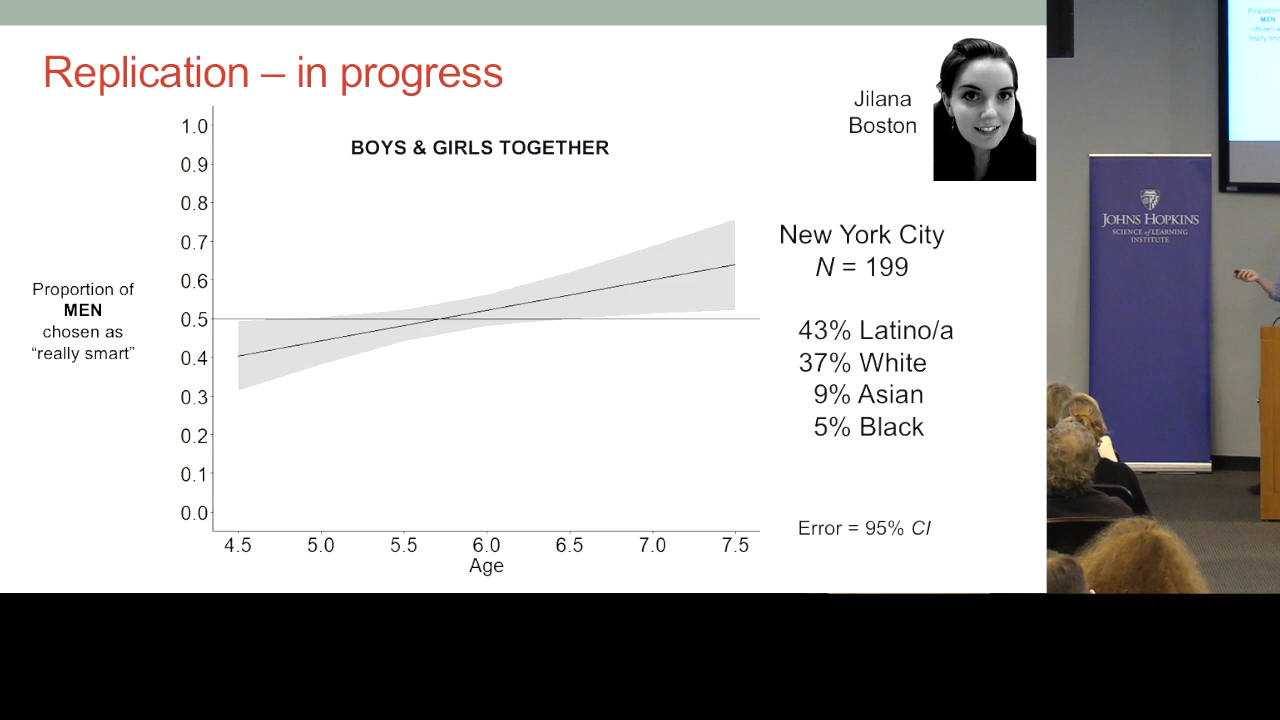 Replication – in progress
Jilana
Boston
BOYS & GIRLS TOGETHER
1.0
0.9
0.8
0.7
0.6
0.5
0.4
0.3
0.2
0.1
0.0
Proportion of
MEN
chosen as
“really smart”
4.5 5.0 5.5 6.0 6.5 7.0 7.5
Age
New York City
N = 199
43% Latino/a
37% White
9% Asian
5% Black
Error = 95% CI
Proportion
MEN
chosen a
JOHNS HOPKINS
SCIENCE of LEARNING
INSTITUTE